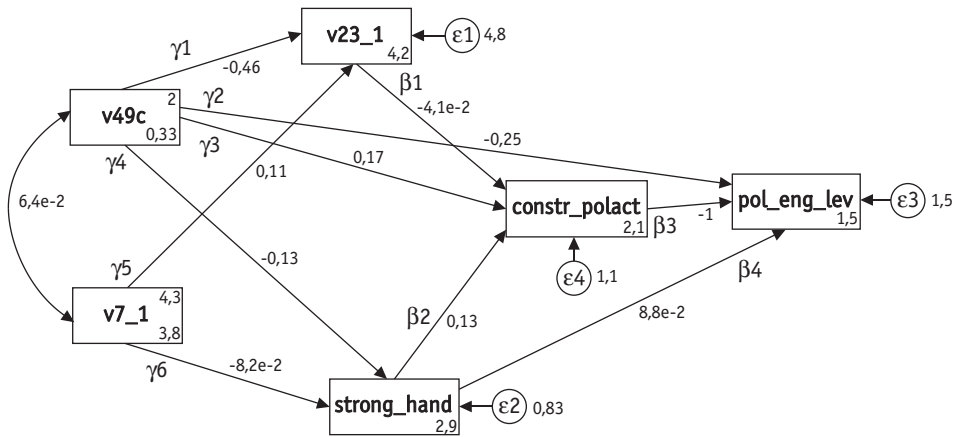 v23_1
4,2
ε1 4,8
γ1
-0,46
β1
-4,1e-2
v49c
2
0,33
γ2
γ3
γ4
-0,25
0,17
0,11
6,4e-2
constr_polact
2,1
β3
-1
pol_eng_lev
1,5
ε3 1,5
ε4 1,1
-0,13
γ5
v7_1
4,3
3,8
β2
0,13
β4
8,8e-2
γ6
-8,2e-2
strong_hand
2,9
ε2 0,83